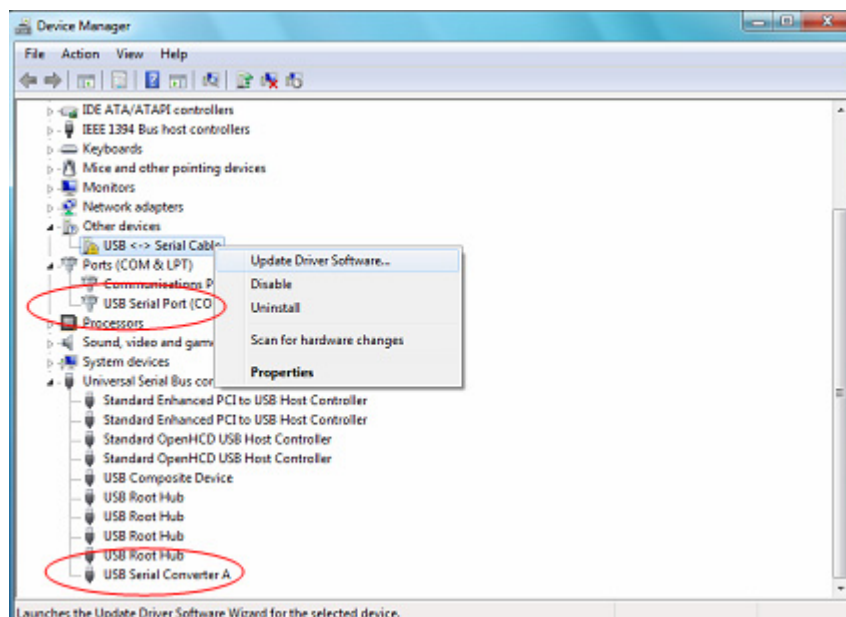 Device Manager
File Action View Help
IDE ATA/ATAPI controllers
IEEE 1394 Bus host controllers
Keyboards
Mice and other pointing devices
Monitors
Network adapters
Other devices
USB <-> Serial Cable
Ports (COM & LPT)
Communications P
USB Serial Port (CO
Processors
Sound, video and gam
System devices
Universal Serial Bus con
Update Driver Software...
Disable
Uninstall
Scan for hardware changes
Properties
Standard Enhanced PCI to USB Host Controller
Standard Enhanced PCI to USB Host Controller
Standard OpenHCD USB Host Controller
Standard OpenHCD USB Host Controller
USB Composite Device
USB Root Hub
USB Root Hub
USB Root Hub
USB Root Hub
USB Serial Converter A
Launches the Update Driver Software Wizard for the selected device.